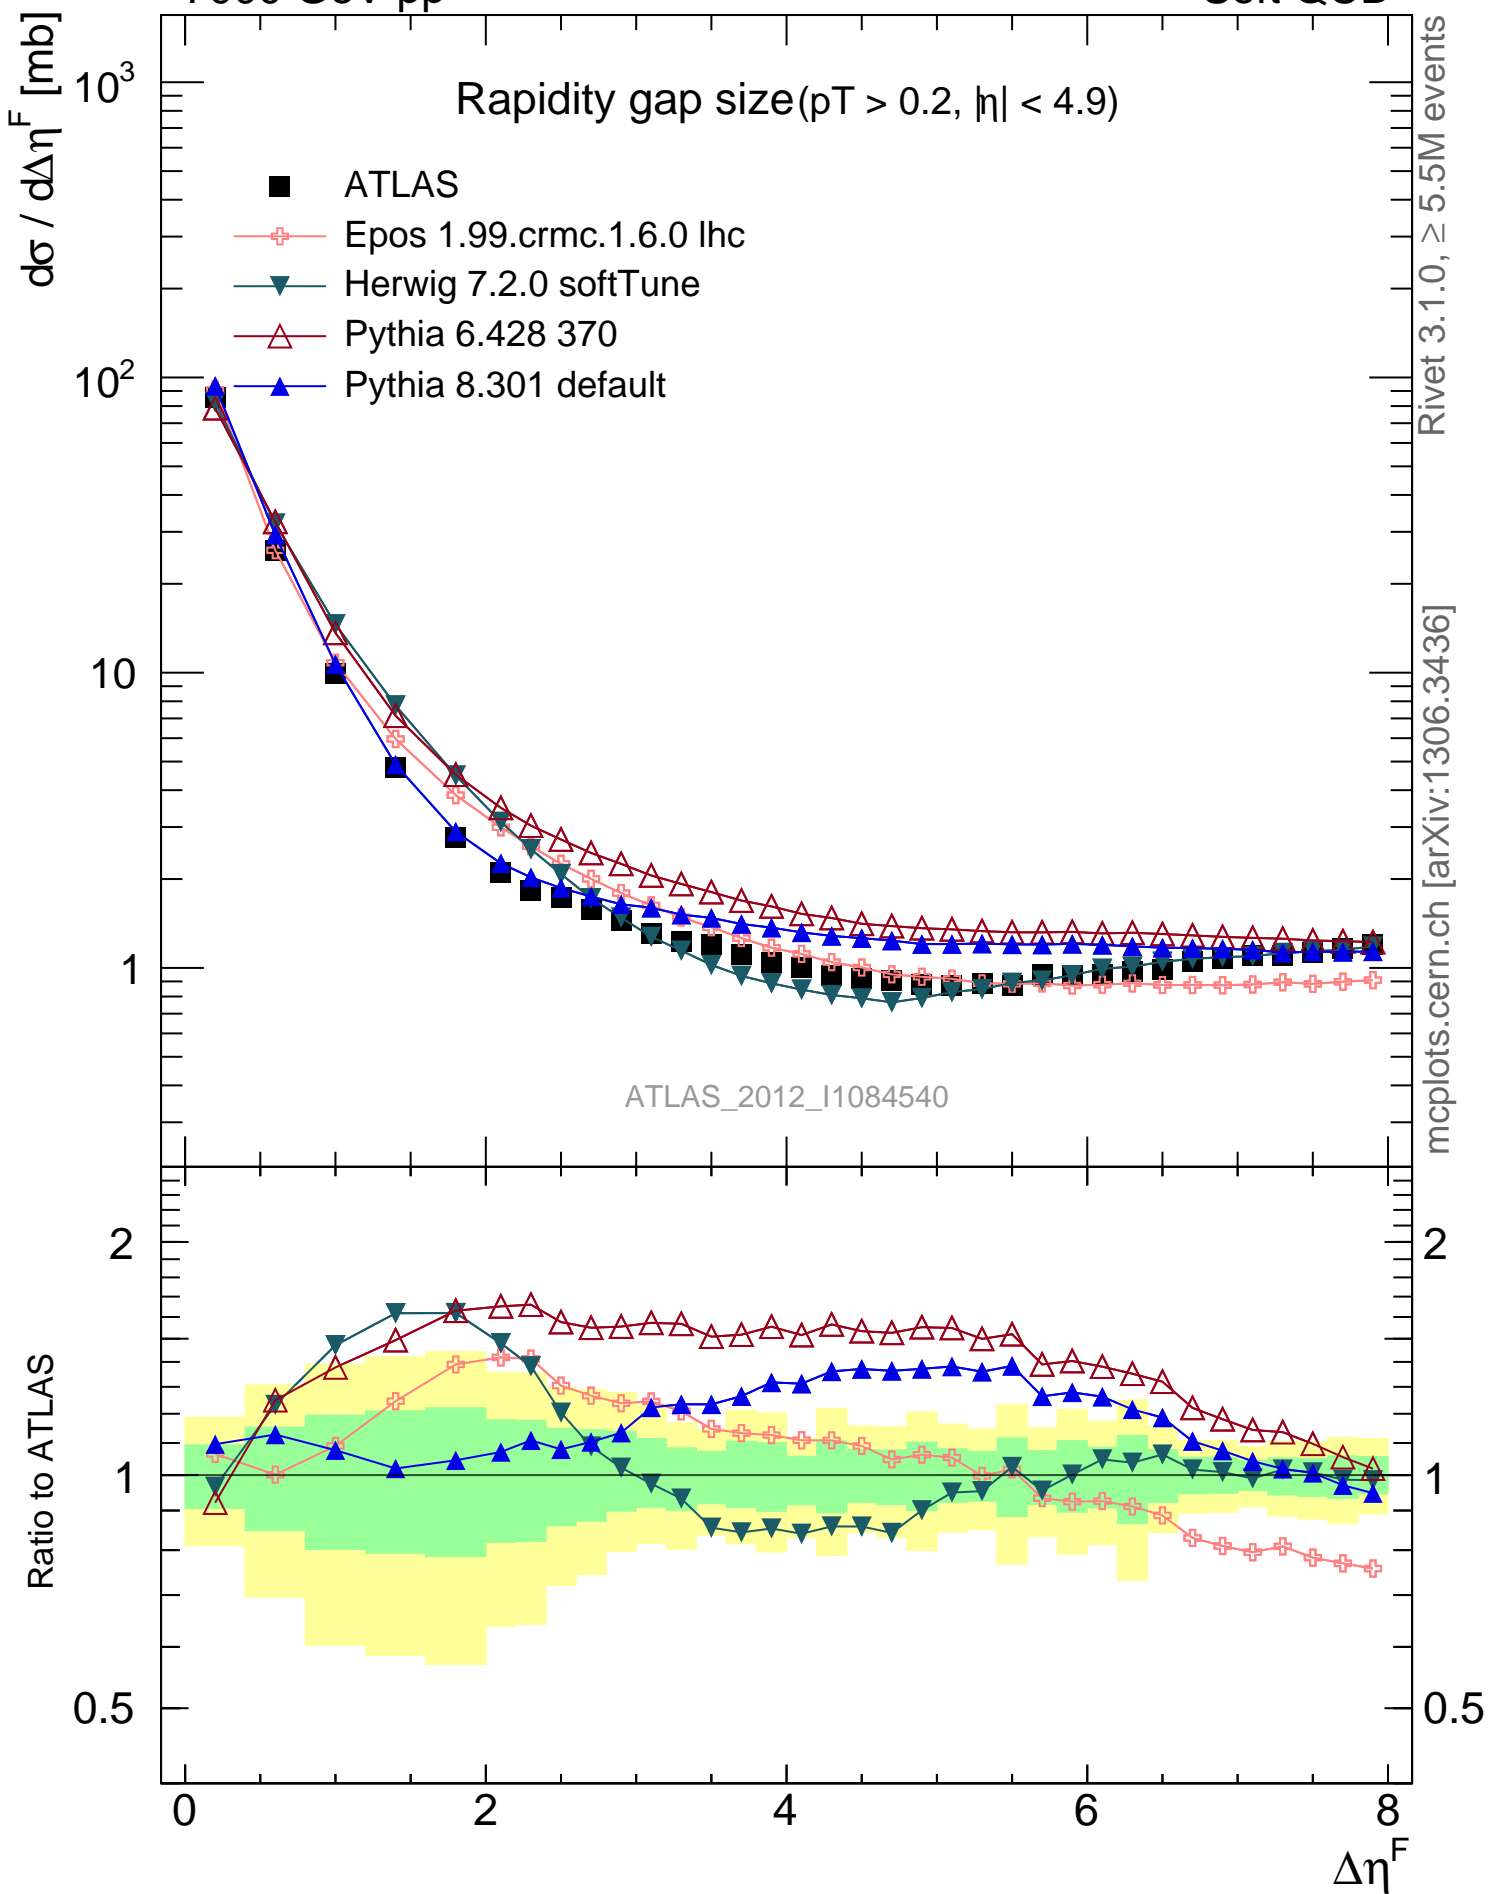 Rapidity gap size (pT > 0.2, |η| < 4.9)
dσ / dΔη^F [mb]
10^3
10^2
10
1
ATLAS
Epos 1.99.crmc.1.6.0 lhc
Herwig 7.2.0 softTune
Pythia 6.428 370
Pythia 8.301 default
ATLAS_2012_I1084540
Rivet 3.1.0, ≥ 5.5M events
mcplots.cern.ch [arXiv:1306.3436]
Ratio to ATLAS
2
1
0.5
2
1
0.5
0 2 4 6 8
Δη^F